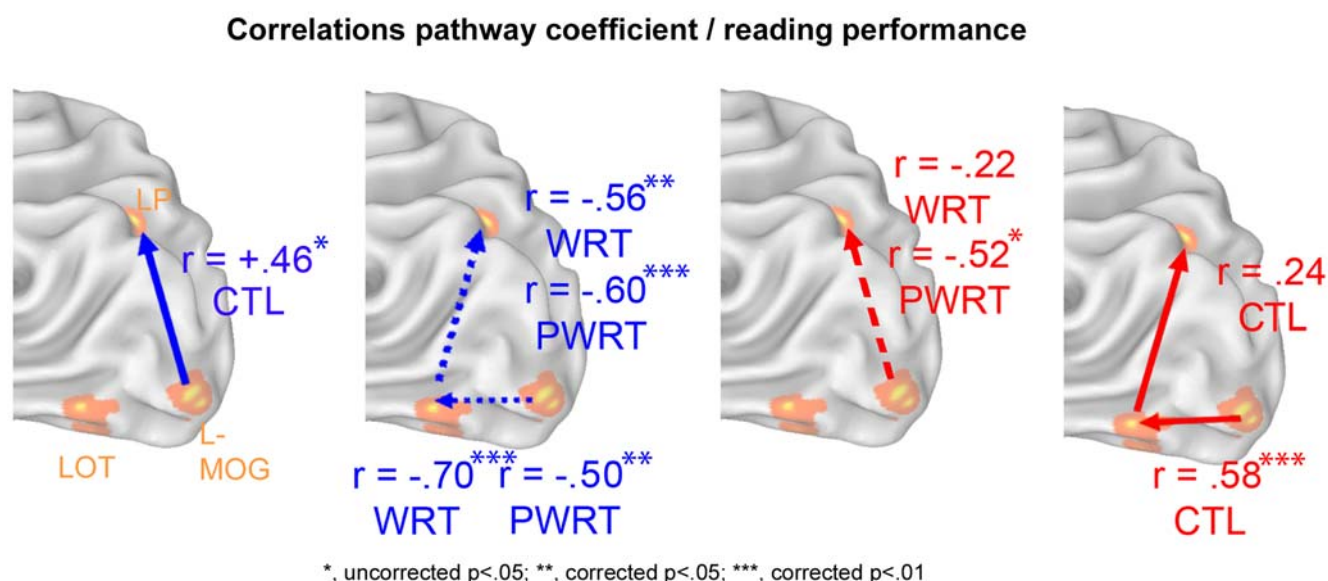 Correlations pathway coefficient / reading performance
LP
r = +.46*
CTL
LOT
L-
MOG
r = -.56**
WRT
r = -.60***
PWRT
r = -.70***
WRT
r = -.50**
PWRT
r = -.22
WRT
r = -.52*
PWRT
r = .24
CTL
r = .58***
CTL
*, uncorrected p<.05; **, corrected p<.05; ***, corrected p<.01